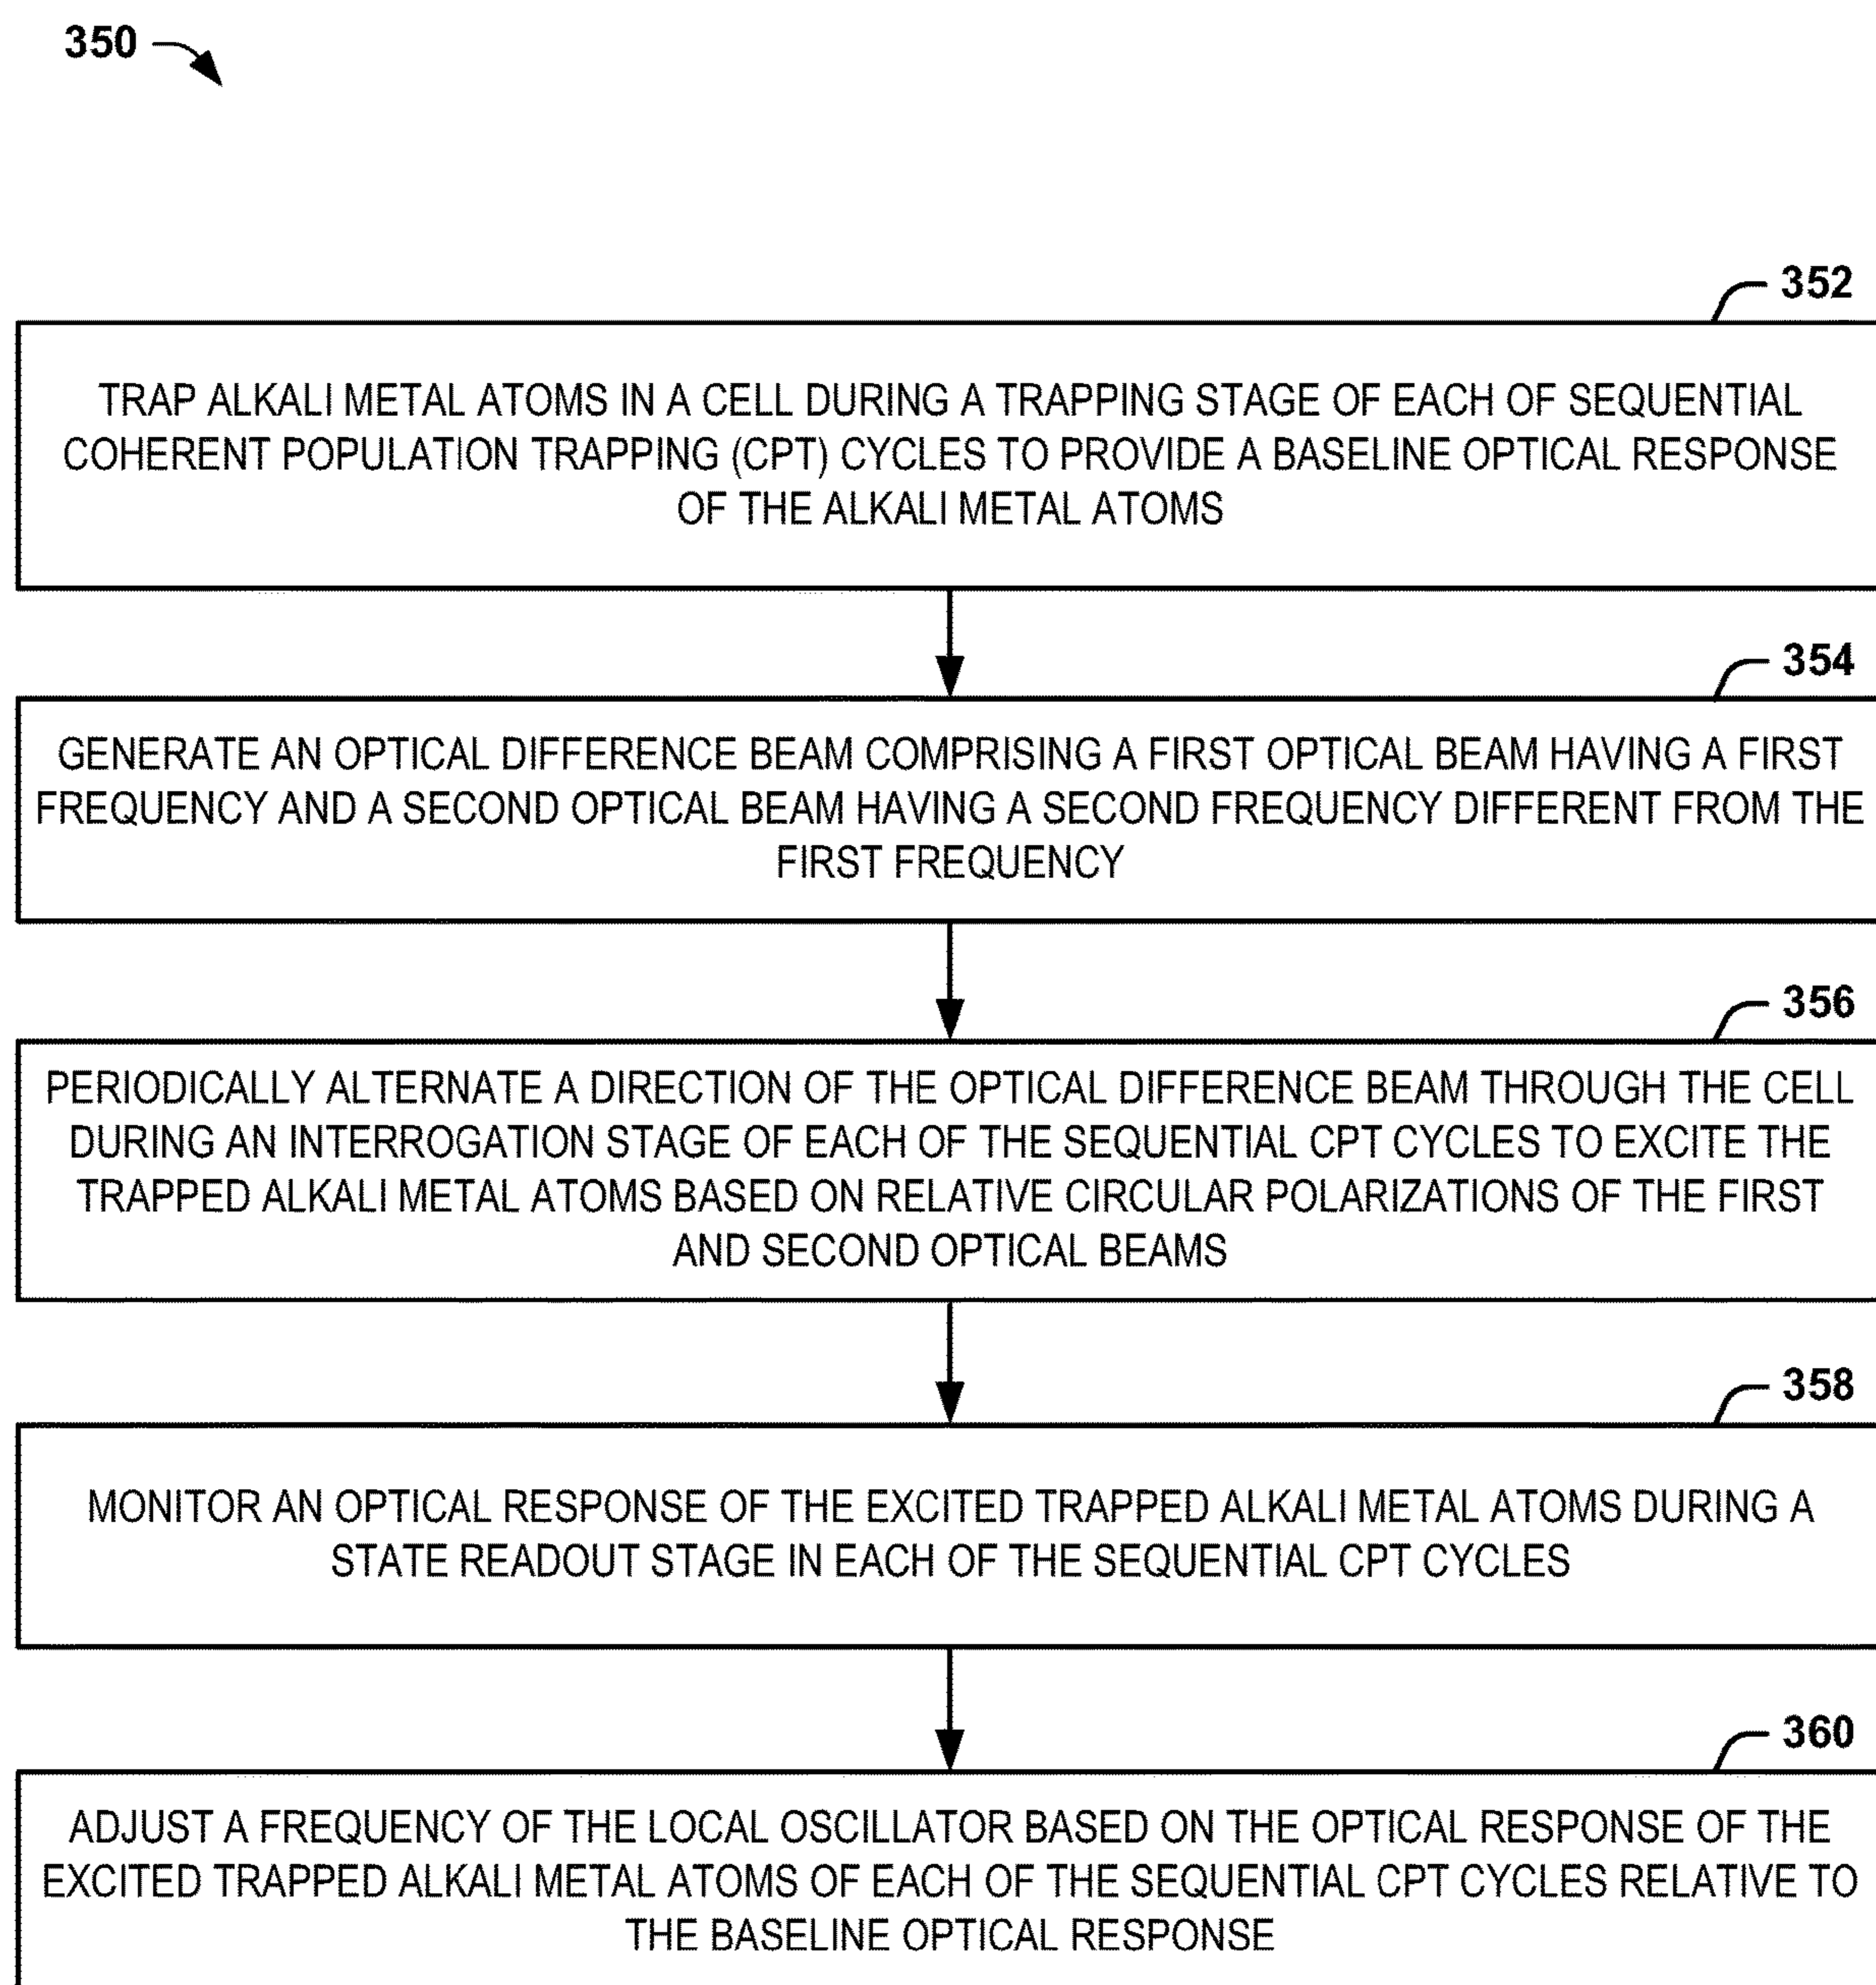 350
352
TRAP ALKALI METAL ATOMS IN A CELL DURING A TRAPPING STAGE OF EACH OF SEQUENTIAL
COHERENT POPULATION TRAPPING (CPT) CYCLES TO PROVIDE A BASELINE OPTICAL RESPONSE
OF THE ALKALI METAL ATOMS
354
GENERATE AN OPTICAL DIFFERENCE BEAM COMPRISING A FIRST OPTICAL BEAM HAVING A FIRST
FREQUENCY AND A SECOND OPTICAL BEAM HAVING A SECOND FREQUENCY DIFFERENT FROM THE
FIRST FREQUENCY
356
PERIODICALLY ALTERNATE A DIRECTION OF THE OPTICAL DIFFERENCE BEAM THROUGH THE CELL
DURING AN INTERROGATION STAGE OF EACH OF THE SEQUENTIAL CPT CYCLES TO EXCITE THE
TRAPPED ALKALI METAL ATOMS BASED ON RELATIVE CIRCULAR POLARIZATIONS OF THE FIRST
AND SECOND OPTICAL BEAMS
358
MONITOR AN OPTICAL RESPONSE OF THE EXCITED TRAPPED ALKALI METAL ATOMS DURING A
STATE READOUT STAGE IN EACH OF THE SEQUENTIAL CPT CYCLES
360
ADJUST A FREQUENCY OF THE LOCAL OSCILLATOR BASED ON THE OPTICAL RESPONSE OF THE
EXCITED TRAPPED ALKALI METAL ATOMS OF EACH OF THE SEQUENTIAL CPT CYCLES RELATIVE TO
THE BASELINE OPTICAL RESPONSE